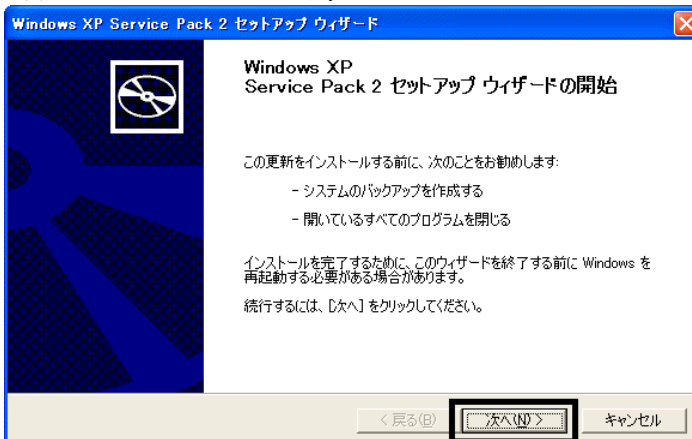 Windows XP Service Pack 2 セットアップ ウィザード
Windows XP
Service Pack 2 セットアップ ウィザードの開始
この更新をインストールする前に、次のことをお勧めします:
- システムのバックアップを作成する
- 開いているすべてのプログラムを閉じる
インストールを完了するために、このウィザードを終了する前に Windows を
再起動する必要がある場合があります。
続行するには、[次へ] をクリックしてください。
< 戻る(B)
次へ(N) >
キャンセル